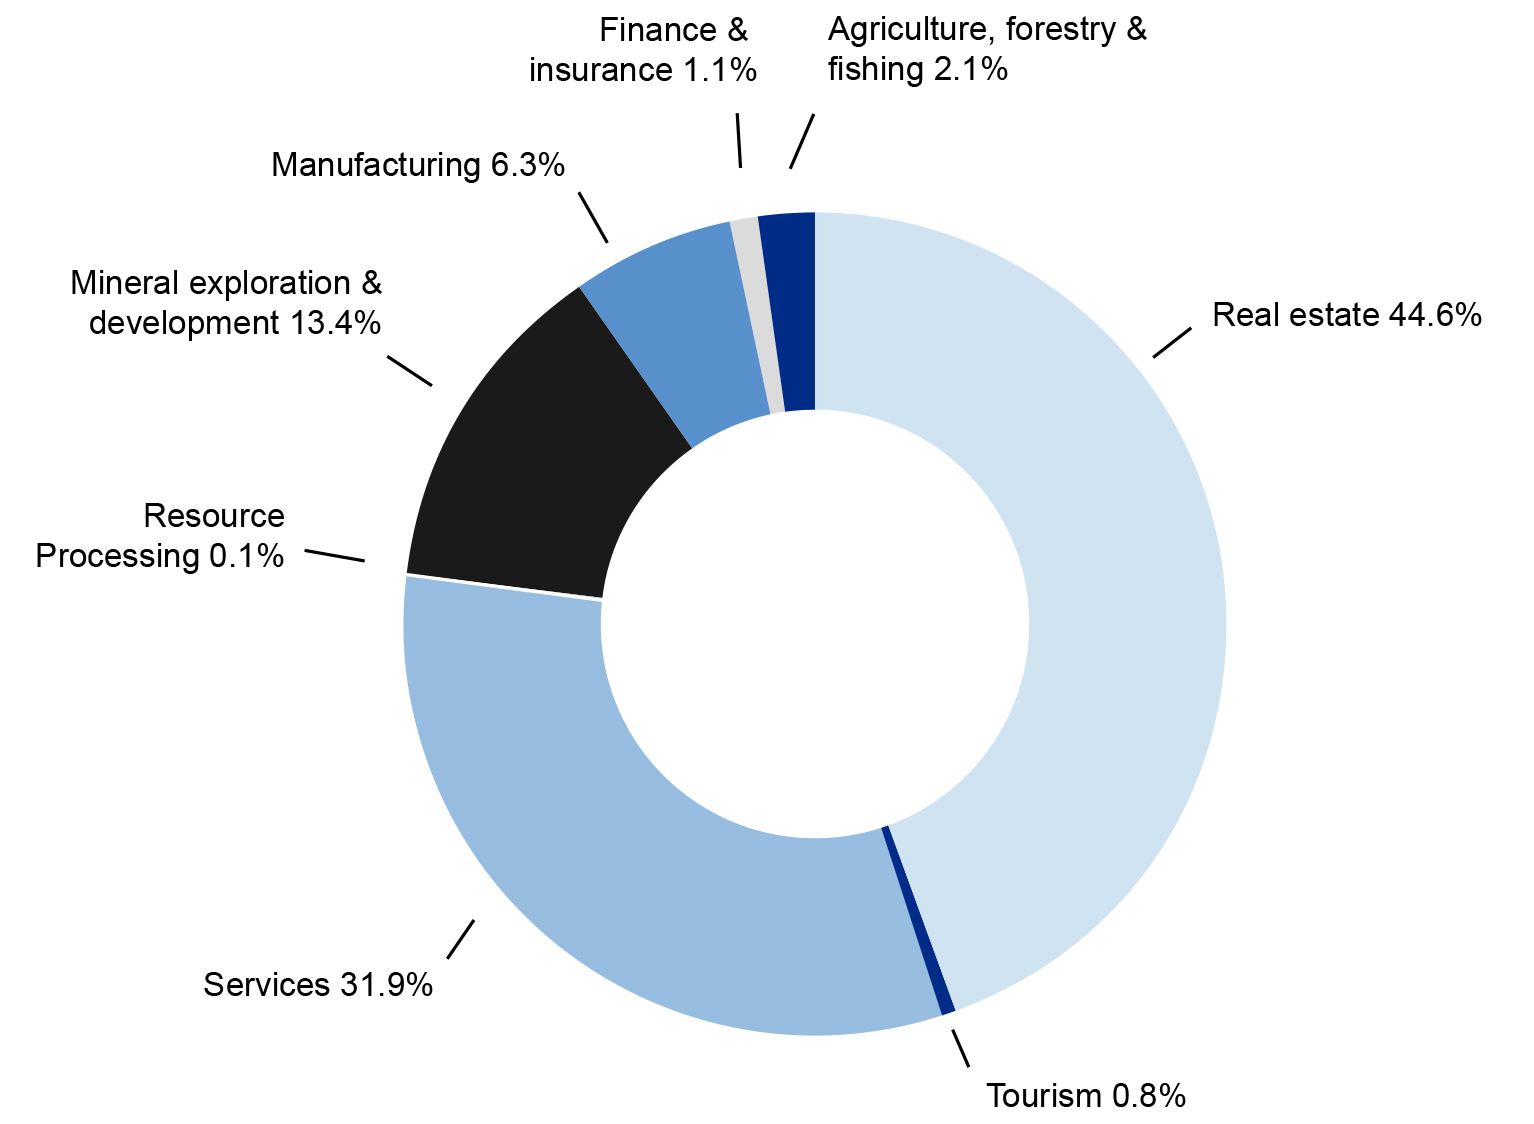 Finance &
insurance 1.1%
Agriculture, forestry &
fishing 2.1%
Manufacturing 6.3%
Mineral exploration &
development 13.4%
Real estate 44.6%
Resource
Processing 0.1%
Services 31.9%
Tourism 0.8%